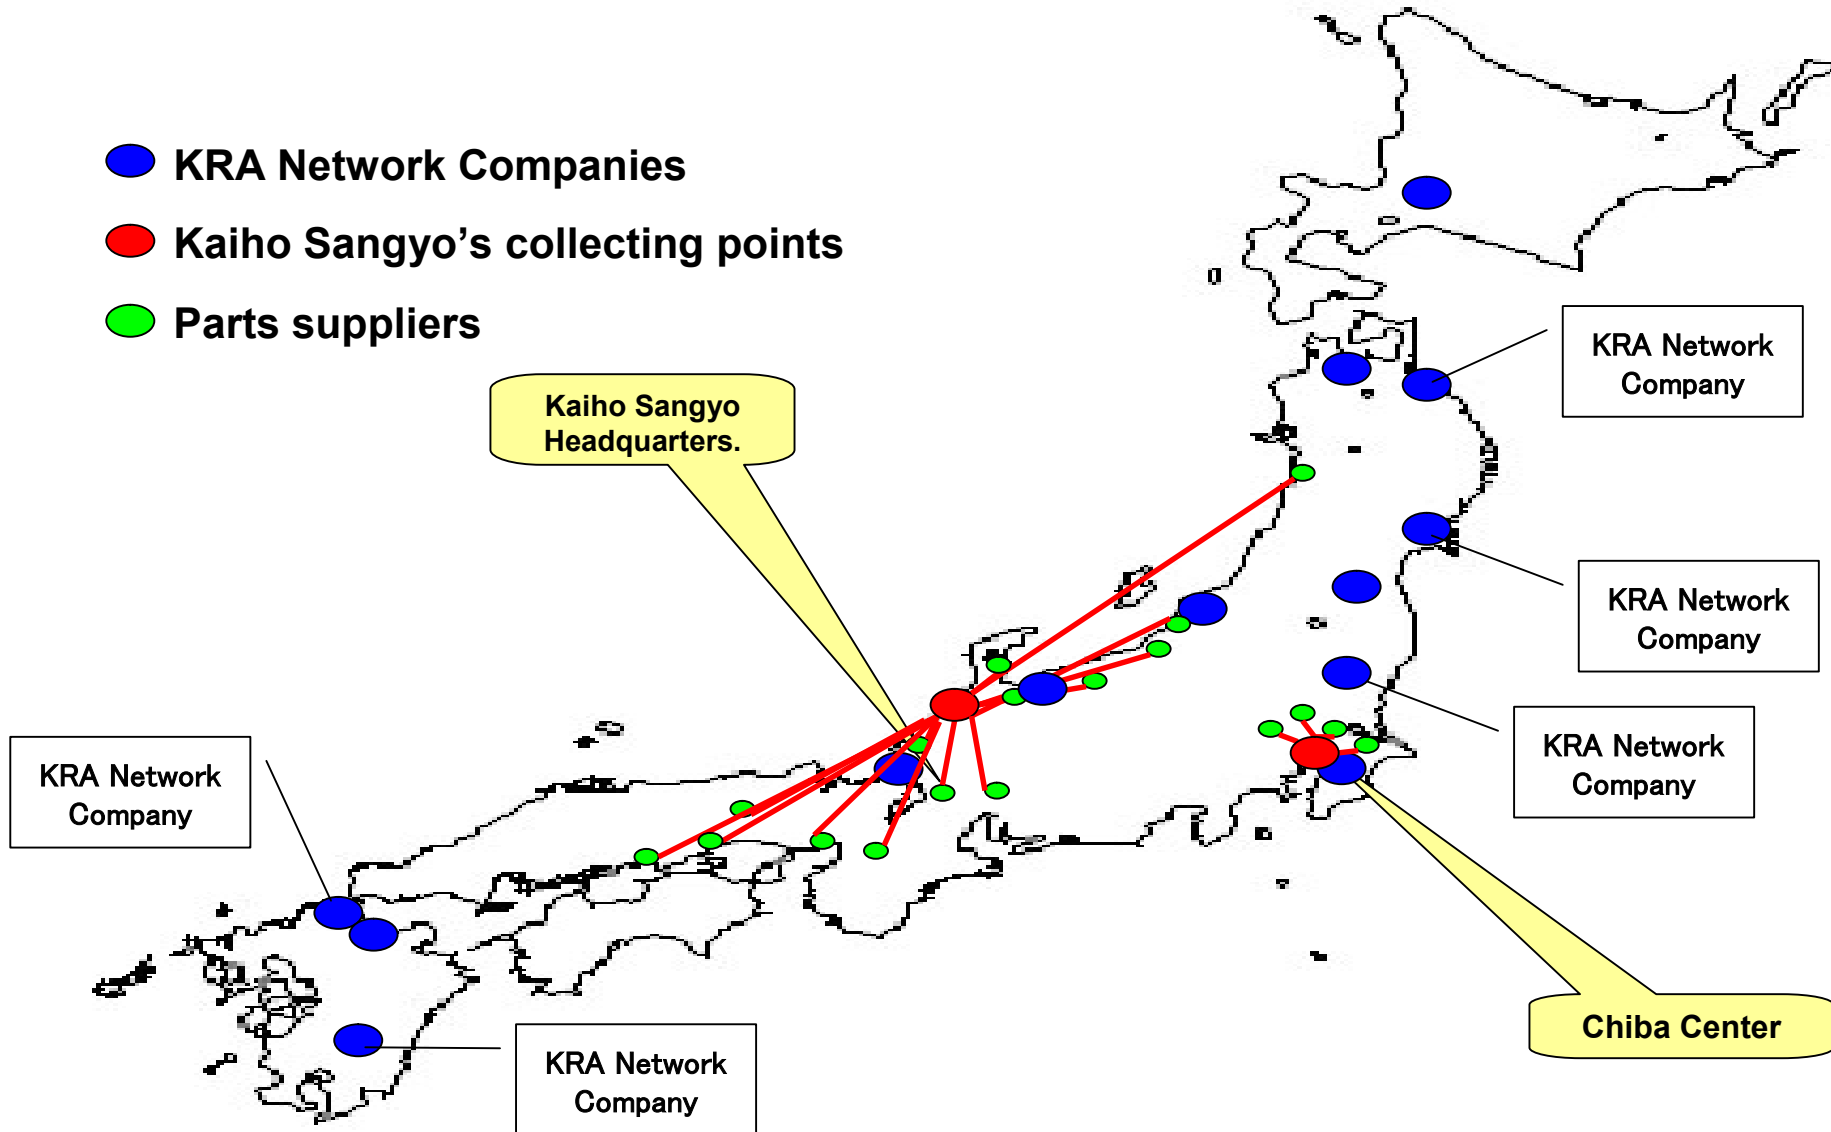 KRA Network Companies
Kaiho Sangyo’s collecting points
Parts suppliers
Kaiho Sangyo
Headquarters.
KRA Network
Company
KRA Network
Company
KRA Network
Company
KRA Network
Company
KRA Network
Company
Chiba Center